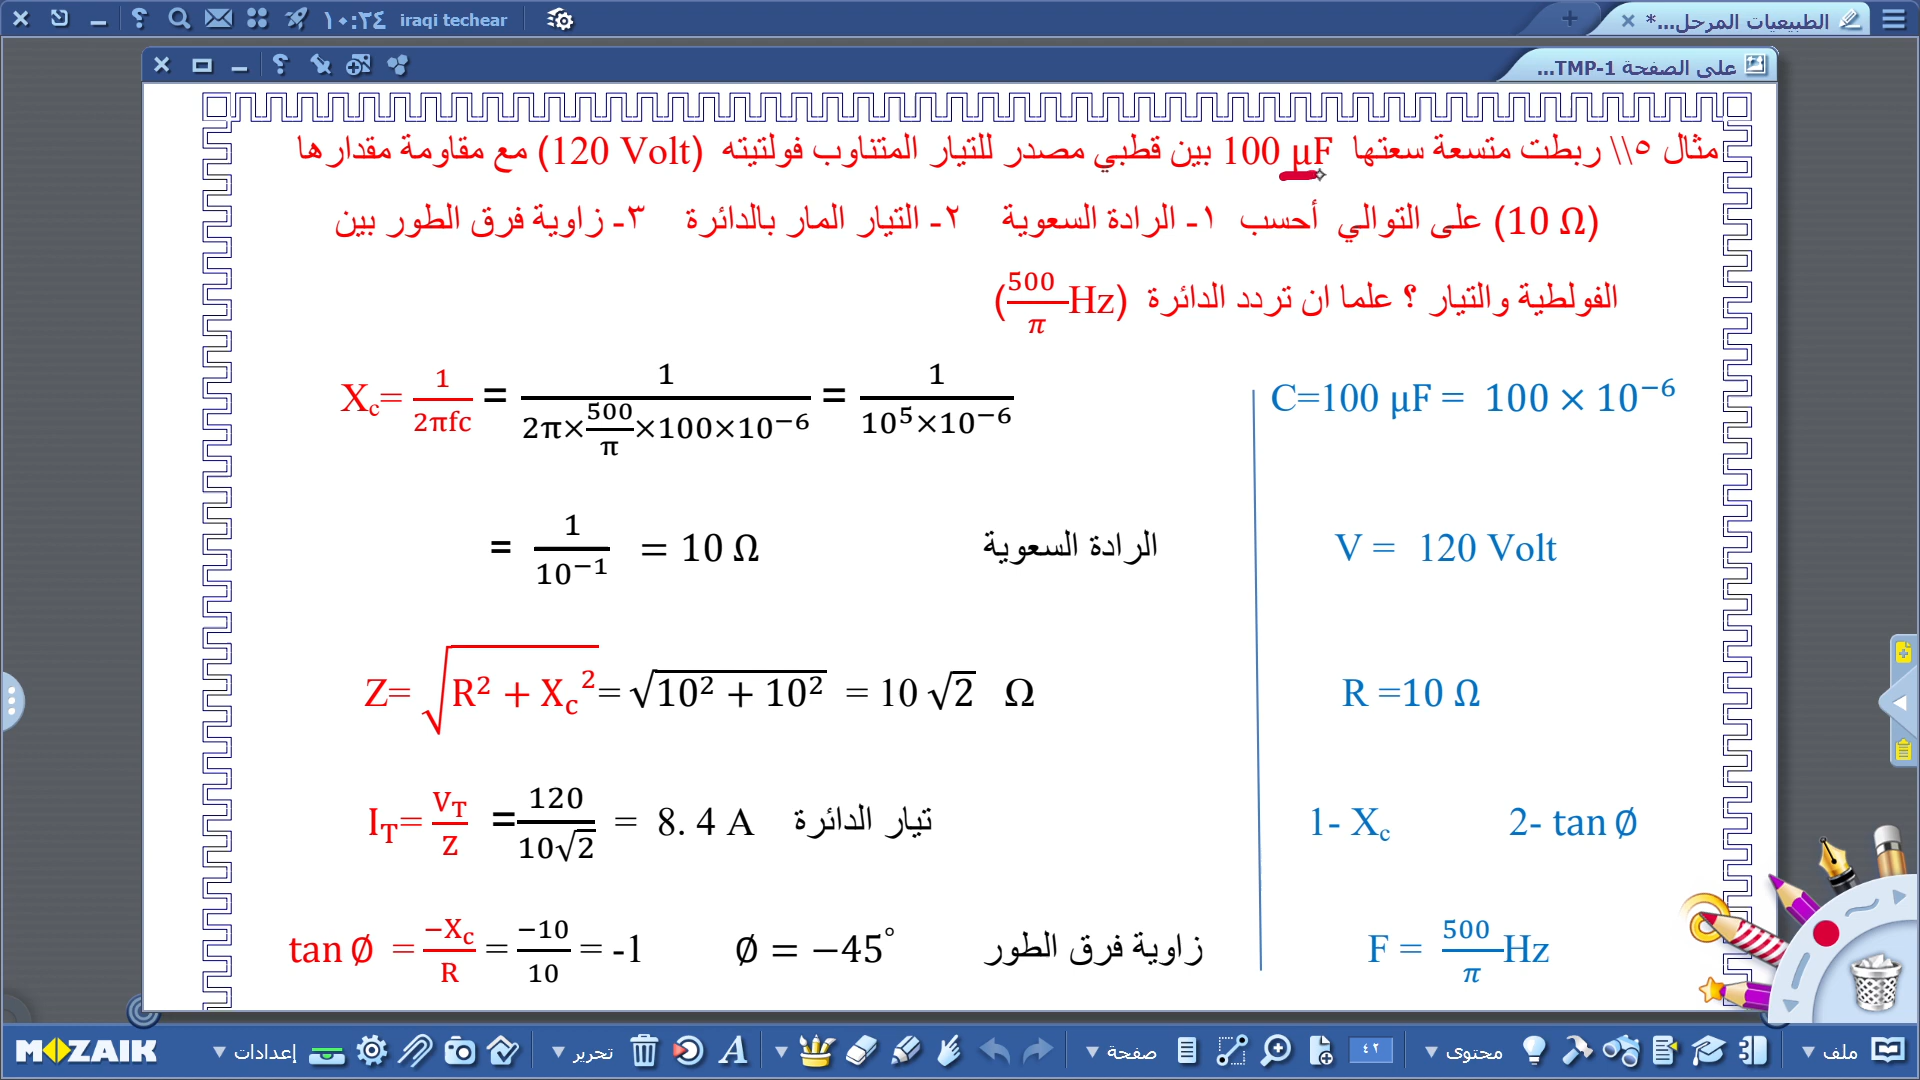 الطبيعيات المرحل...*
iraqi techear ١٠:٢٤
على الصفحة TMP-1...
مثال ٥\\ ربطت متسعة سعتها 100 µF بين قطبي مصدر للتيار المتناوب فولتيته (120 Volt) مع مقاومة مقدارها
(10 Ω) على التوالي أحسب ١- الرادة السعوية ٢- التيار المار بالدائرة ٣- زاوية فرق الطور بين
الفولطية والتيار ؟ علما ان تردد الدائرة (500/π Hz)
C=100 µF = 100 × 10⁻⁶
Xc= 1/2πfc = 1/(2π×500/π×100×10⁻⁶) = 1/(10⁵×10⁻⁶)
V = 120 Volt
= 1/10⁻¹ = 10 Ω الرادة السعوية
R =10 Ω
Z= √(R² + Xc²)= √(10² + 10²) = 10 √2 Ω
1- Xc 2- tan ∅
I_T= V_T/Z =120/10√2 = 8. 4 A تيار الدائرة
F = 500/π Hz
tan ∅ = −Xc/R = −10/10 = -1 ∅ = −45° زاوية فرق الطور
MOZAIK إعدادات تحرير صفحة ٤٢ محتوى ملف